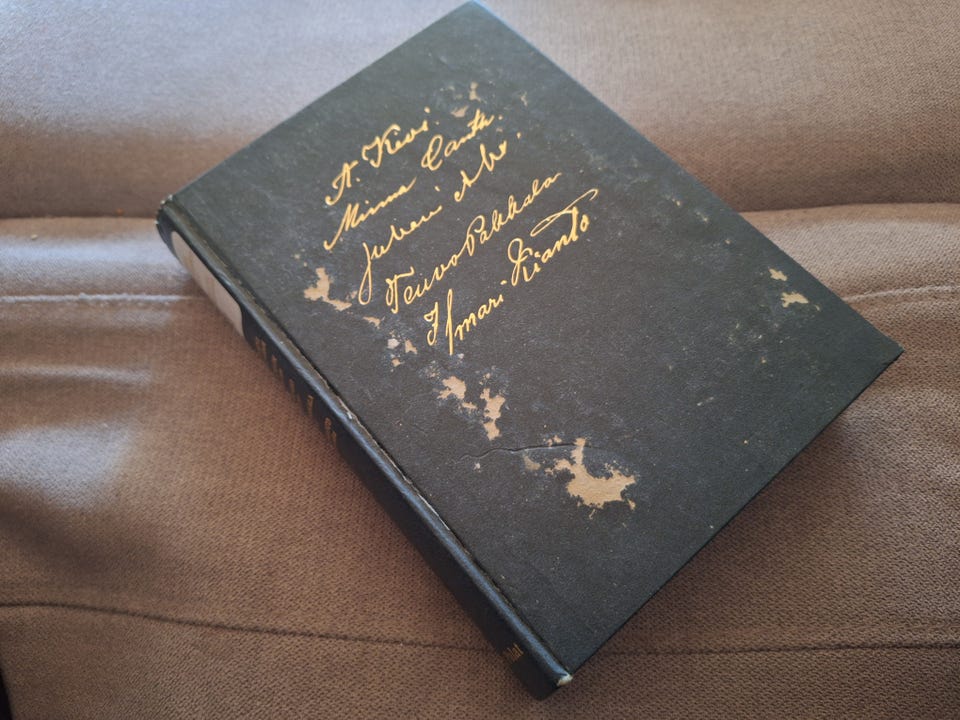 A. Kivi.
Minna Canth.
Juhani Aho.
Teuvo Pakkala
Ilmari Kianto